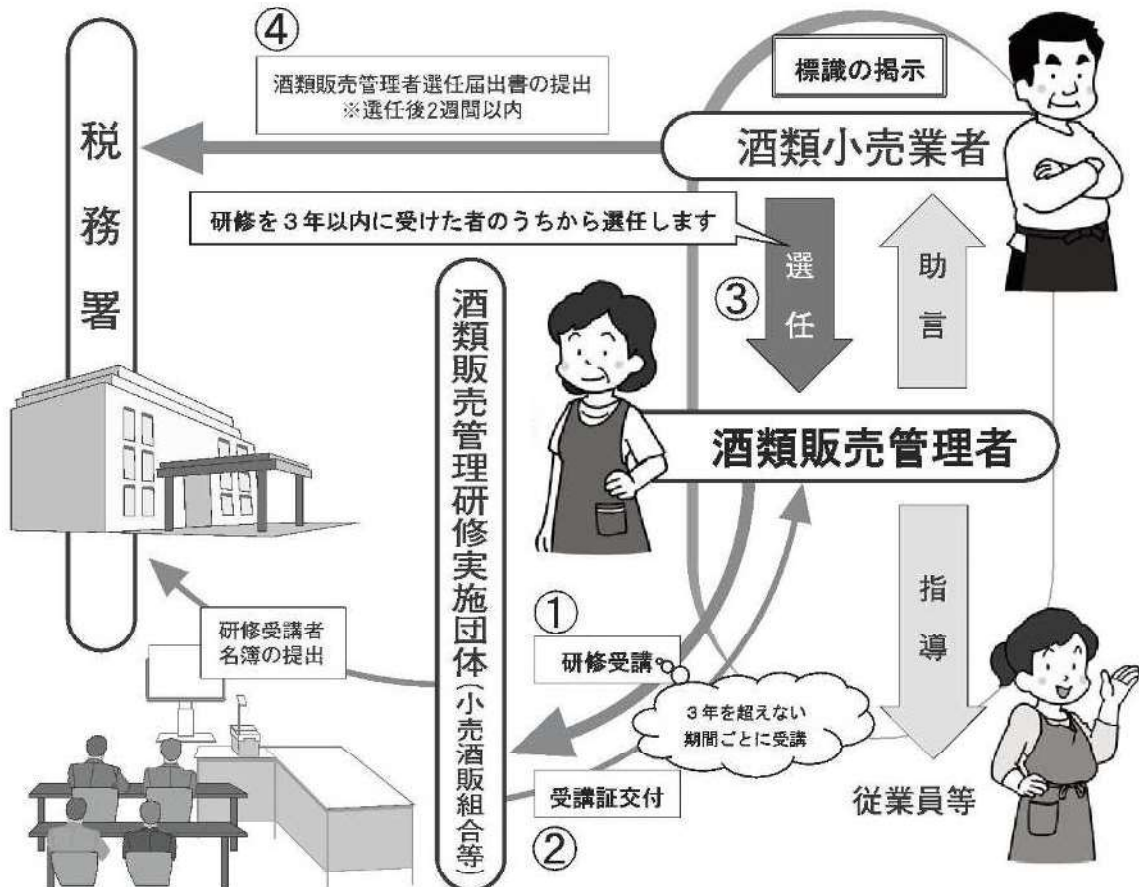 ④
酒類販売管理者選任届出書の提出
※選任後2週間以内
標識の掲示
税務署
酒類小売業者
研修を3年以内に受けた者のうちから選任します
③
選任
助言
酒類販売管理者
酒類販売管理研修実施団体(小売酒販組合等)
①
研修受講
3年を超えない
期間ごとに受講
指導
研修受講者
名簿の提出
受講証交付
②
従業員等